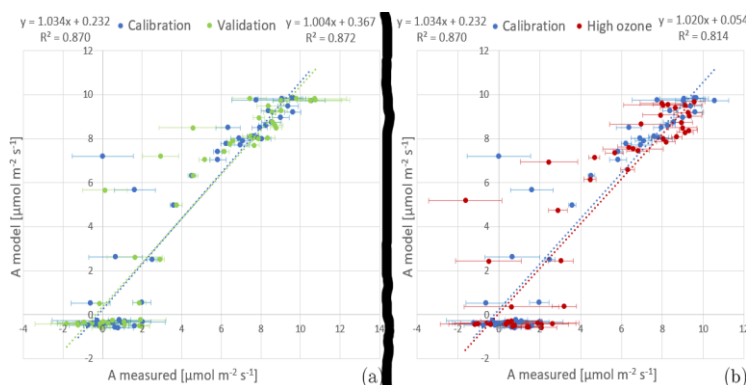 y = 1.034x + 0.232
R² = 0.870
Calibration
Validation
y = 1.004x + 0.367
R² = 0.872
12
10
8
6
4
2
0
-2
-4
-2
0
2
4
6
8
10
12
14
A model [µmol m⁻² s⁻¹]
A measured [µmol m⁻² s⁻¹]
(a)
y = 1.034x + 0.232
R² = 0.870
Calibration
High ozone
y = 1.020x + 0.054
R² = 0.814
12
10
8
6
4
2
0
-2
-4
-2
0
2
4
6
8
10
12
A model [µmol m⁻² s⁻¹]
A measured [µmol m⁻² s⁻¹]
(b)